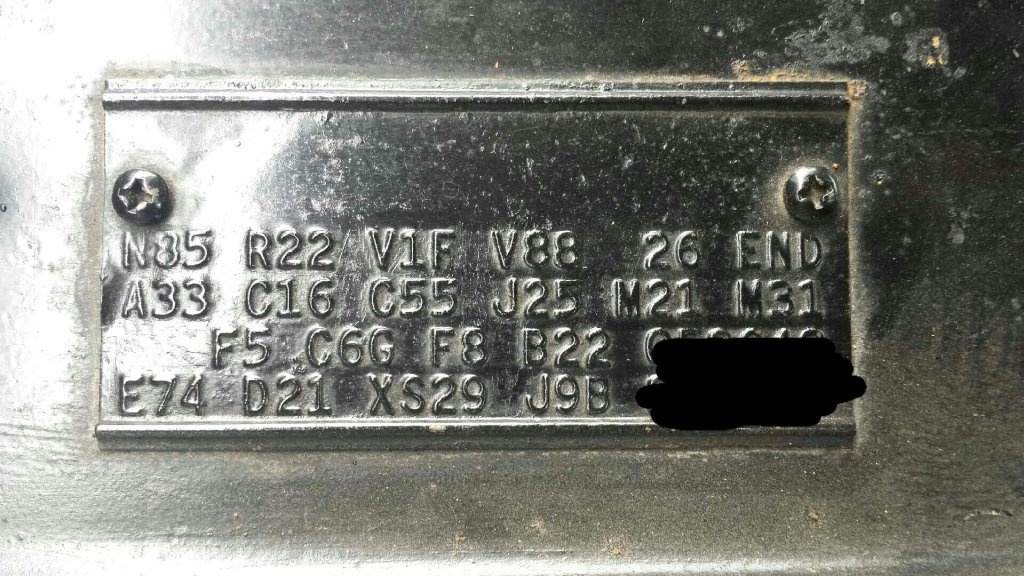 N85 R22 V1F V88 26 END
A33 C16 C55 J25 M21 M31
F5 C6G F8 B22
E74 D21 XS29 J9B